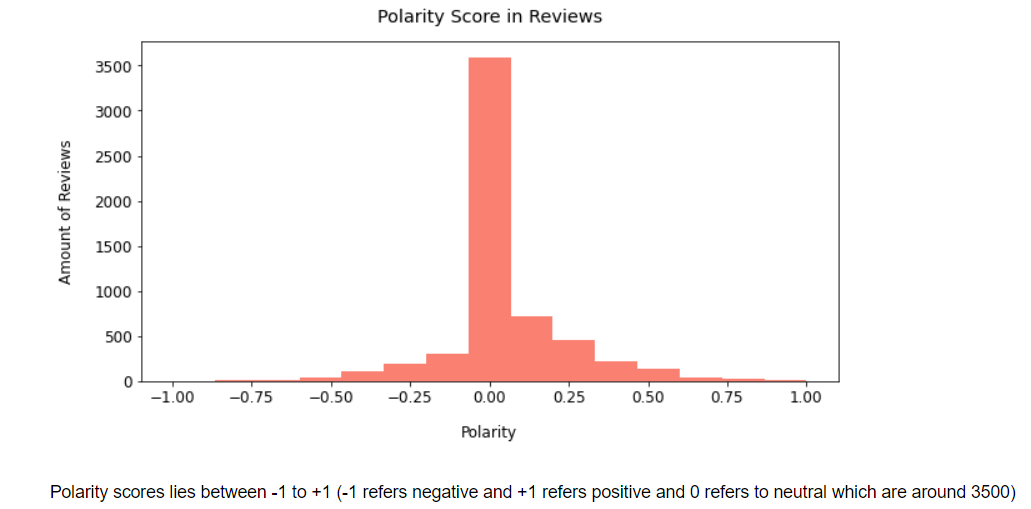 Polarity Score in Reviews
3500
3000
2500
2000
1500
1000
500
0
Amount of Reviews
−1.00 −0.75 −0.50 −0.25 0.00 0.25 0.50 0.75 1.00
Polarity
Polarity scores lies between -1 to +1 (-1 refers negative and +1 refers positive and 0 refers to neutral which are around 3500)